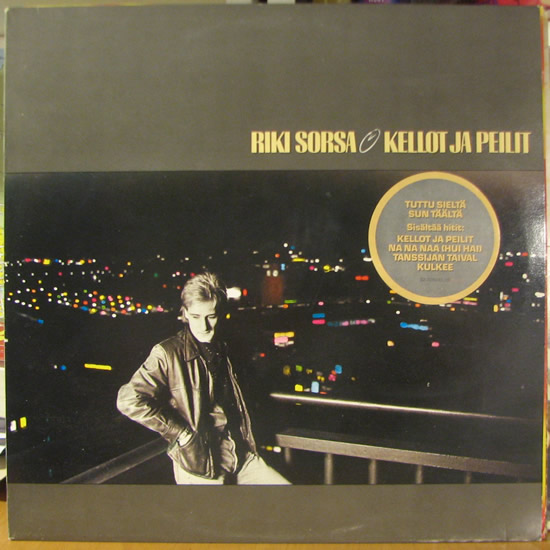 RIKI SORSA KELLOT JA PEILIT
TUTTU SIELTÄ
SUN TÄÄLTÄ
Sisältää hitit:
KELLOT JA PEILIT
NA NA NAA (HUI HAI)
TANSSIJAN TAIVAL
KULKEE